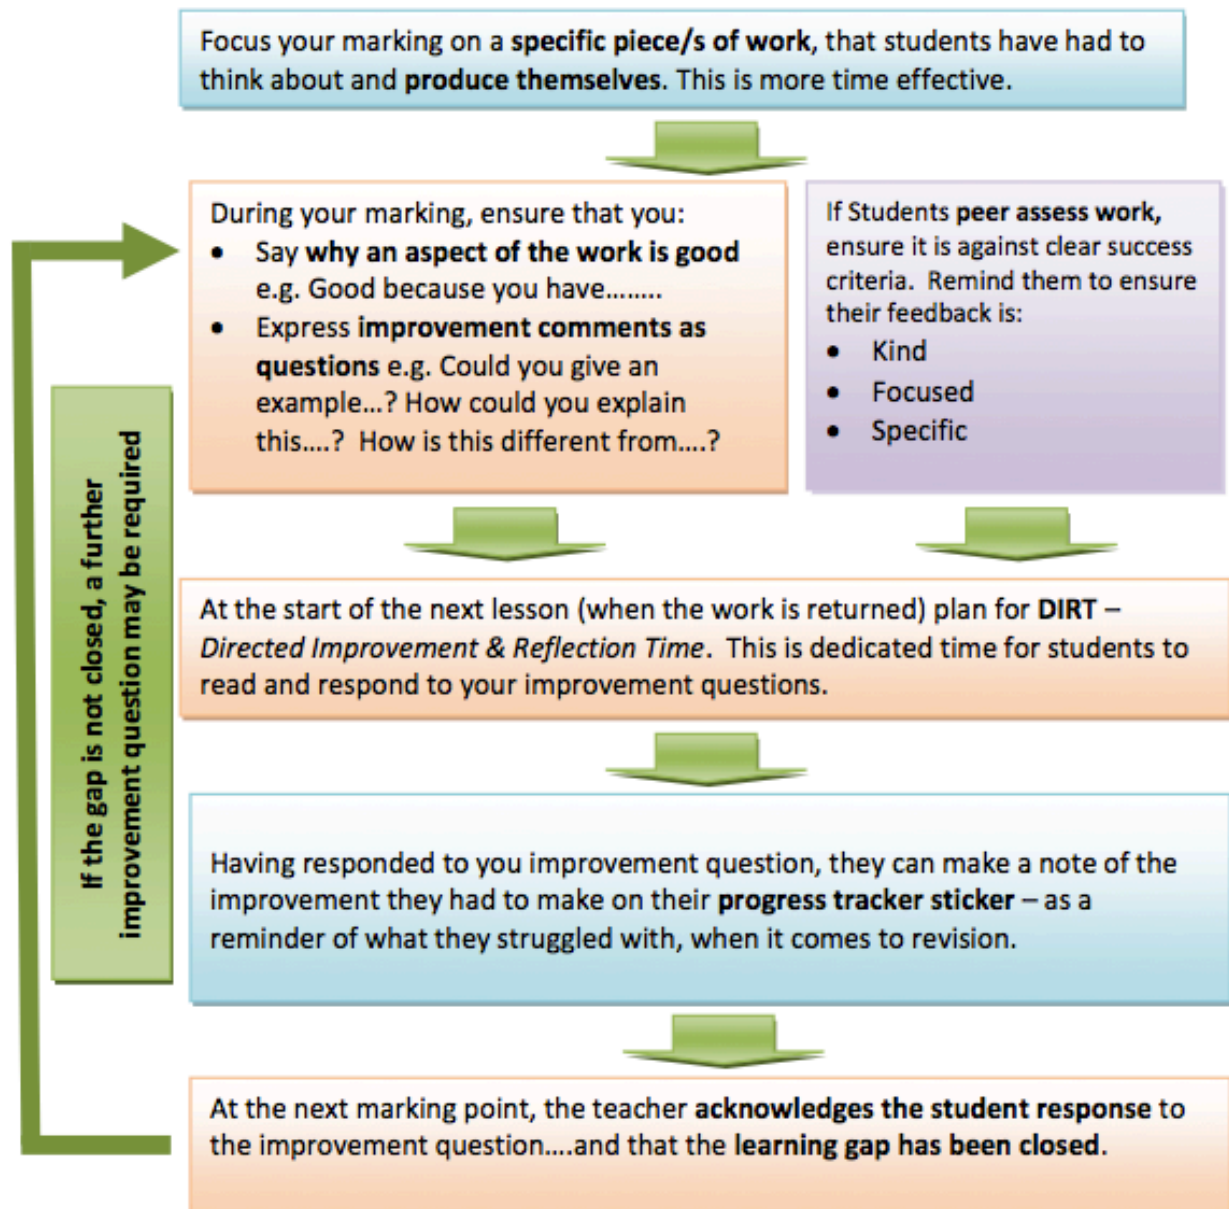 Focus your marking on a specific piece/s of work, that students have had to
think about and produce themselves. This is more time effective.
During your marking, ensure that you:
• Say why an aspect of the work is good
e.g. Good because you have........
• Express improvement comments as
questions e.g. Could you give an
example...? How could you explain
this....?  How is this different from....?
If Students peer assess work,
ensure it is against clear success
criteria.  Remind them to ensure
their feedback is:
• Kind
• Focused
• Specific
If the gap is not closed, a further
improvement question may be required
At the start of the next lesson (when the work is returned) plan for DIRT –
Directed Improvement & Reflection Time.  This is dedicated time for students to
read and respond to your improvement questions.
Having responded to you improvement question, they can make a note of the
improvement they had to make on their progress tracker sticker – as a
reminder of what they struggled with, when it comes to revision.
At the next marking point, the teacher acknowledges the student response to
the improvement question....and that the learning gap has been closed.